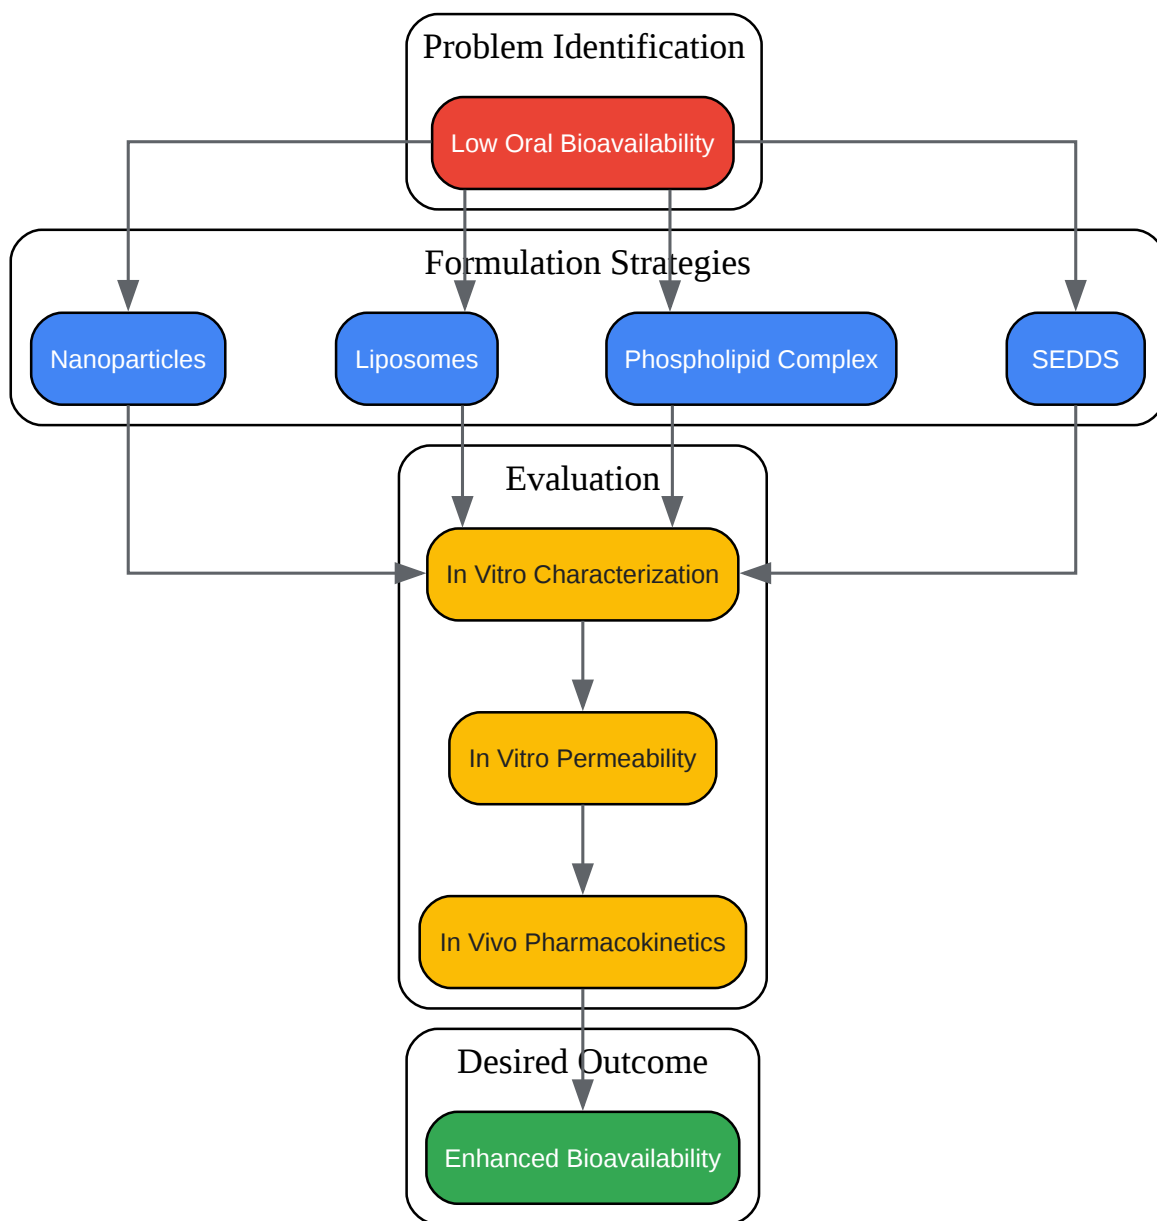 Problem Identification
Low Oral Bioavailability
Formulation Strategies
Nanoparticles
Liposomes
Phospholipid Complex
SEDDS
Evaluation
In Vitro Characterization
In Vitro Permeability
In Vivo Pharmacokinetics
Desired Outcome
Enhanced Bioavailability